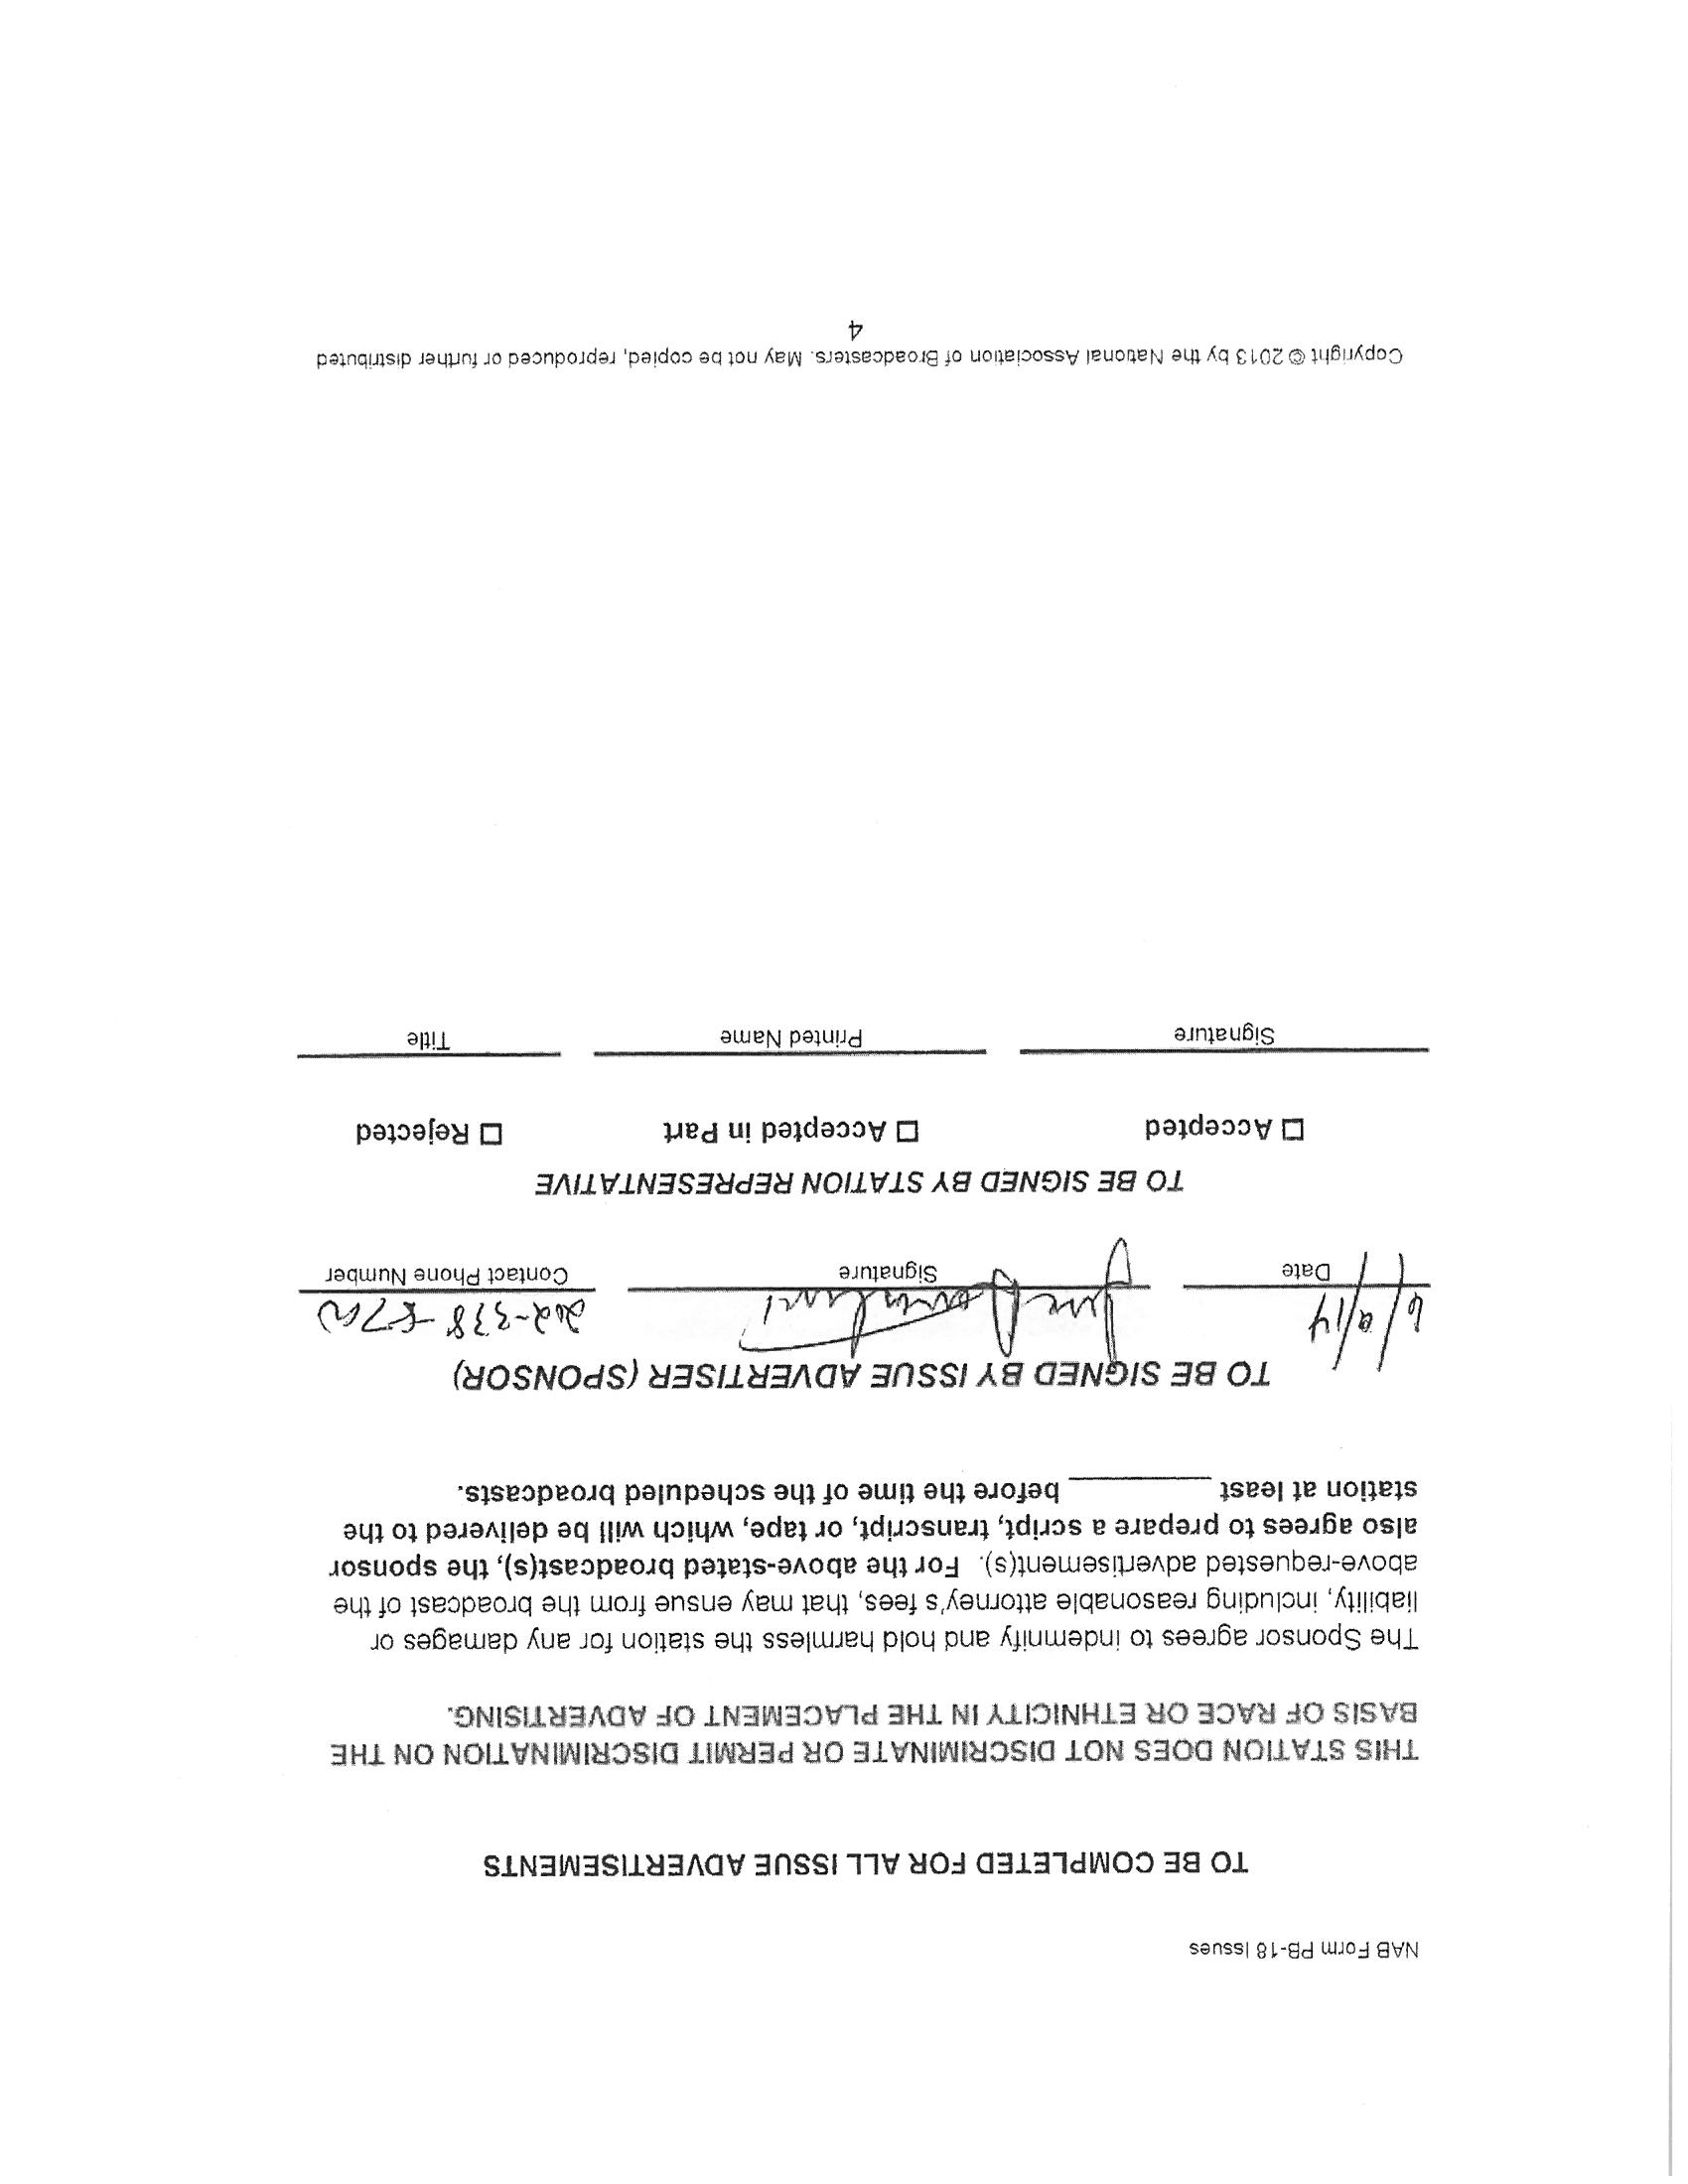 NAB Form PB-18 Issues
TO BE COMPLETED FOR ALL ISSUE ADVERTISEMENTS
THIS STATION DOES NOT DISCRIMINATE OR PERMIT DISCRIMINATION ON THE
BASIS OF RACE OR ETHNICITY IN THE PLACEMENT OF ADVERTISING.
The Sponsor agrees to indemnify and hold harmless the station for any damages or
liability, including reasonable attorney's fees, that may ensue from the broadcast of the
above-requested advertisement(s). For the above-stated broadcast(s), the sponsor
also agrees to prepare a script, transcript, or tape, which will be delivered to the
station at least __________ before the time of the scheduled broadcasts.
TO BE SIGNED BY ISSUE ADVERTISER (SPONSOR)
6/9/14
Date Signature Contact Phone Number
TO BE SIGNED BY STATION REPRESENTATIVE
☐ Accepted ☐ Accepted in Part ☐ Rejected
Signature Printed Name Title
Copyright © 2013 by the National Association of Broadcasters. May not be copied, reproduced or further distributed
4